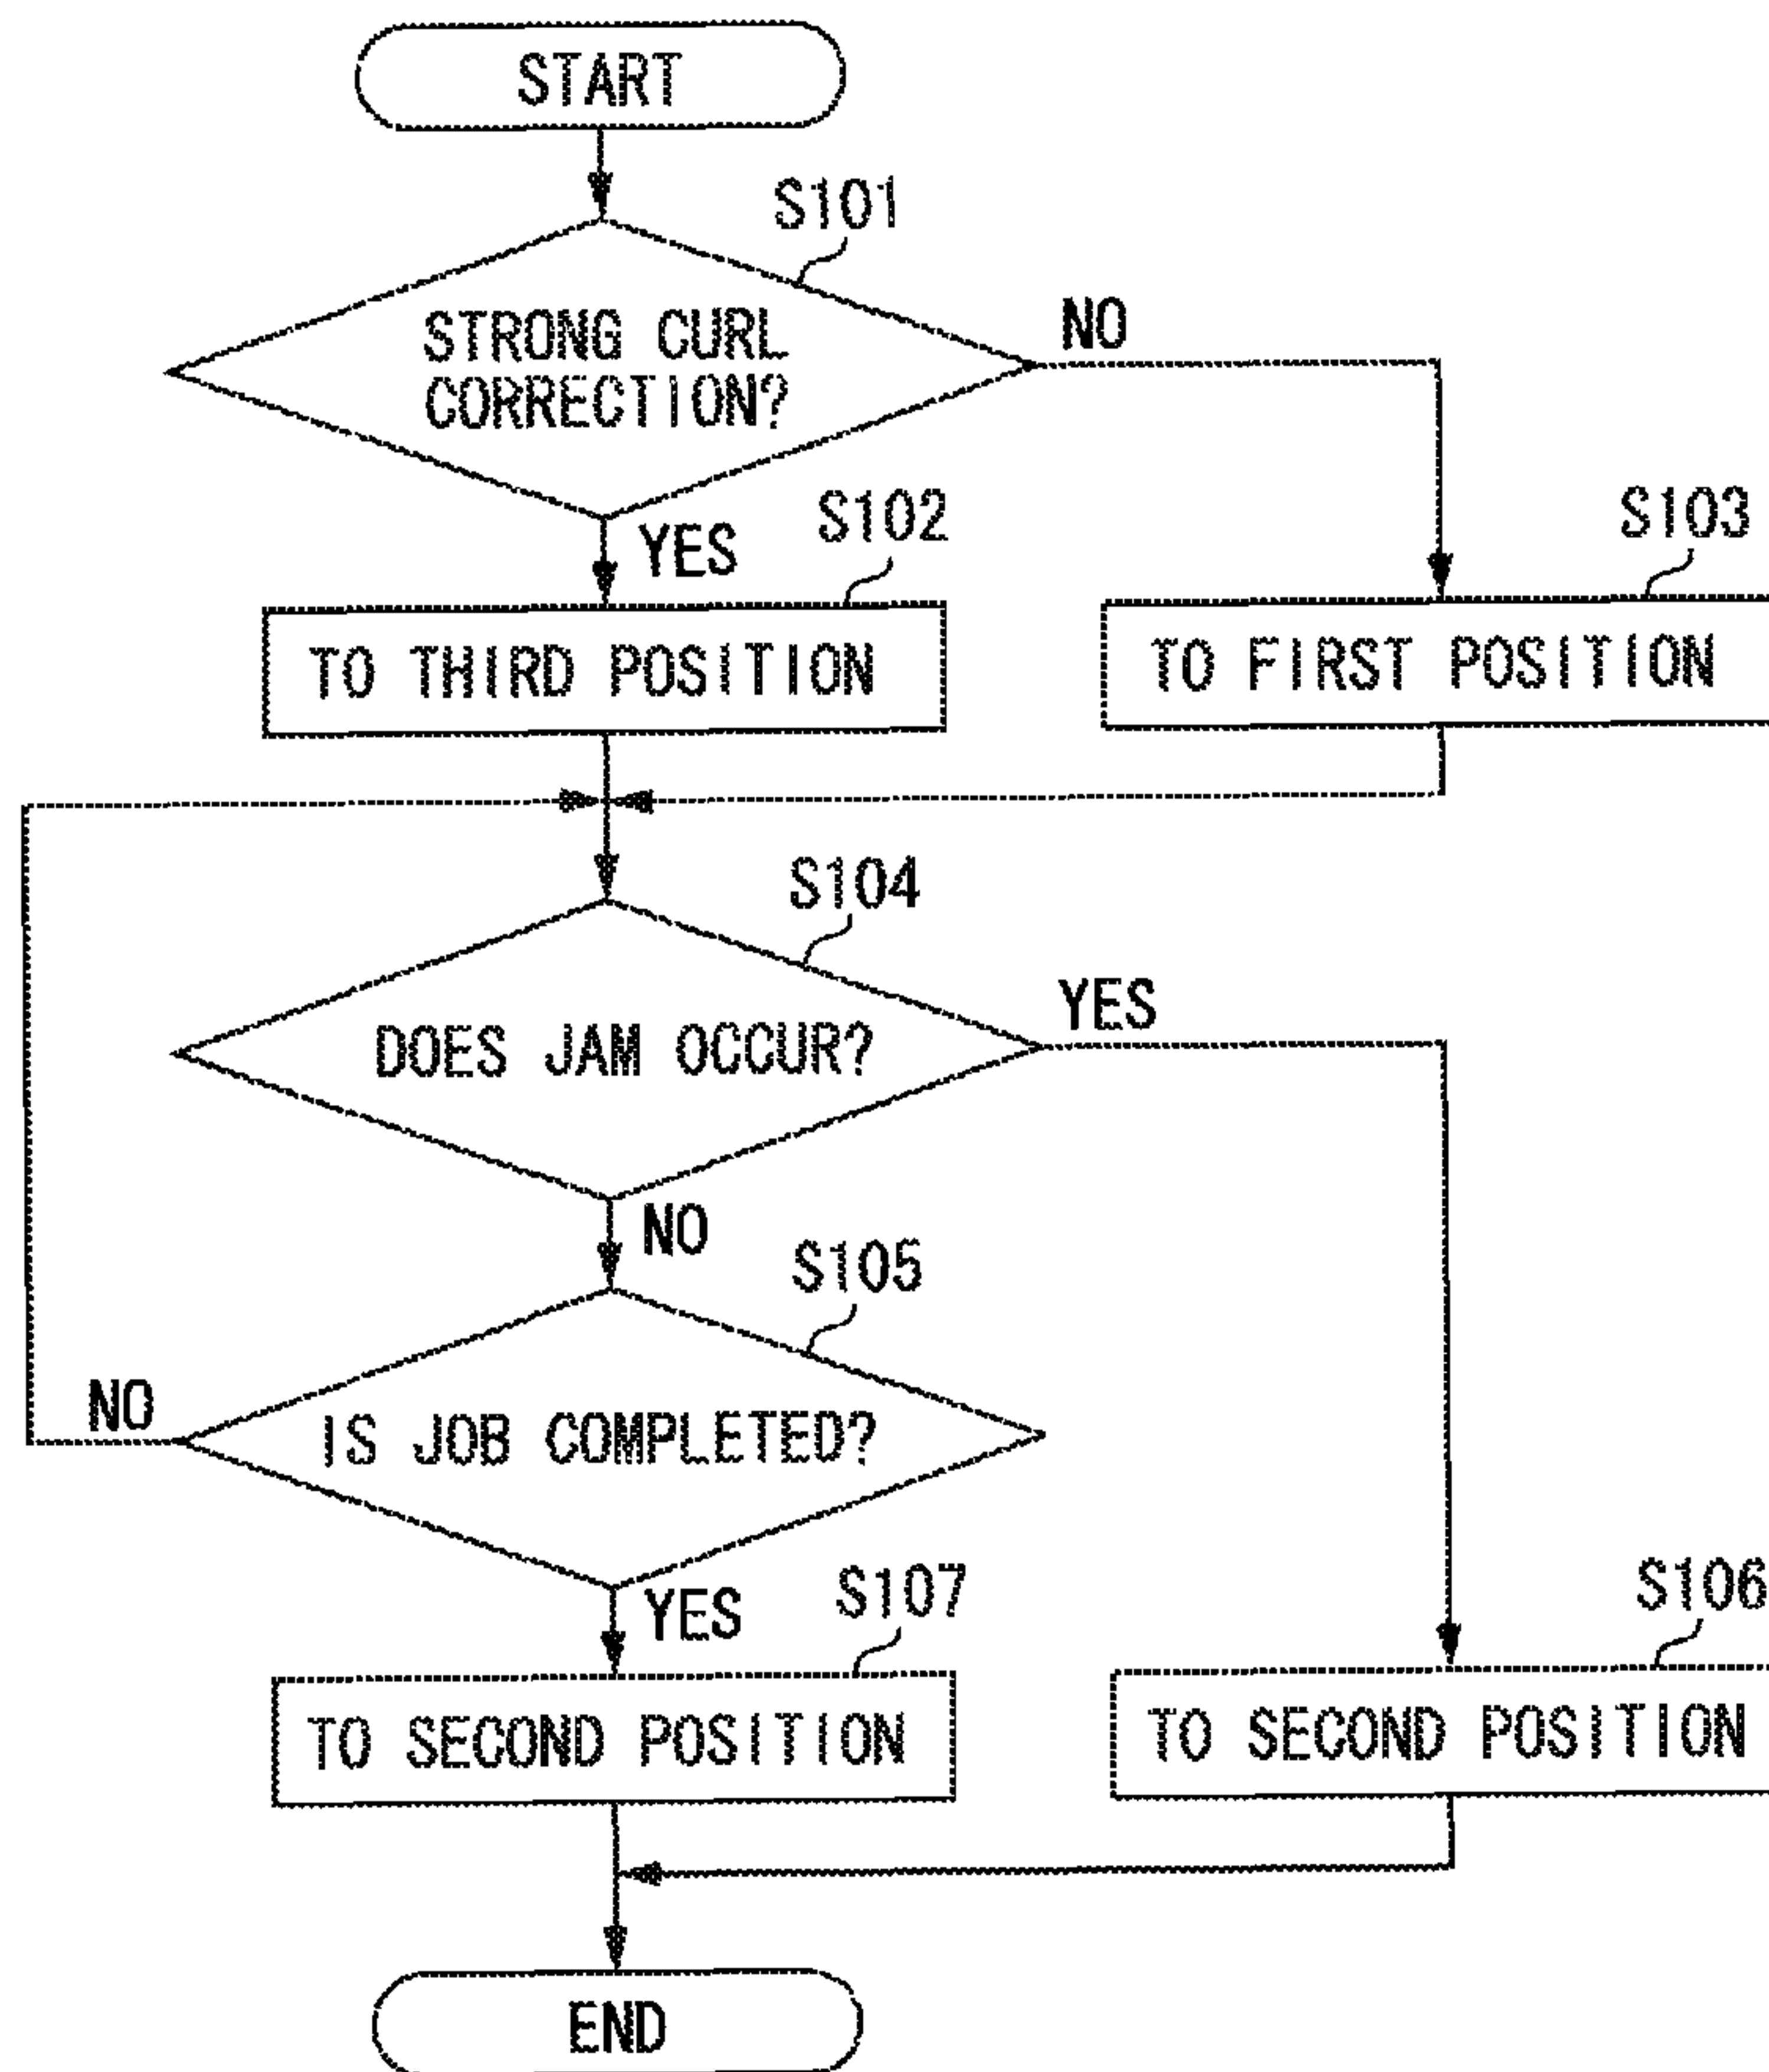 START
S101
STRONG CURL
CORRECTION?
NO
YES
S102
S103
TO THIRD POSITION
TO FIRST POSITION
S104
DOES JAM OCCUR?
YES
NO
S105
IS JOB COMPLETED?
NO
YES
S107
S106
TO SECOND POSITION
TO SECOND POSITION
END